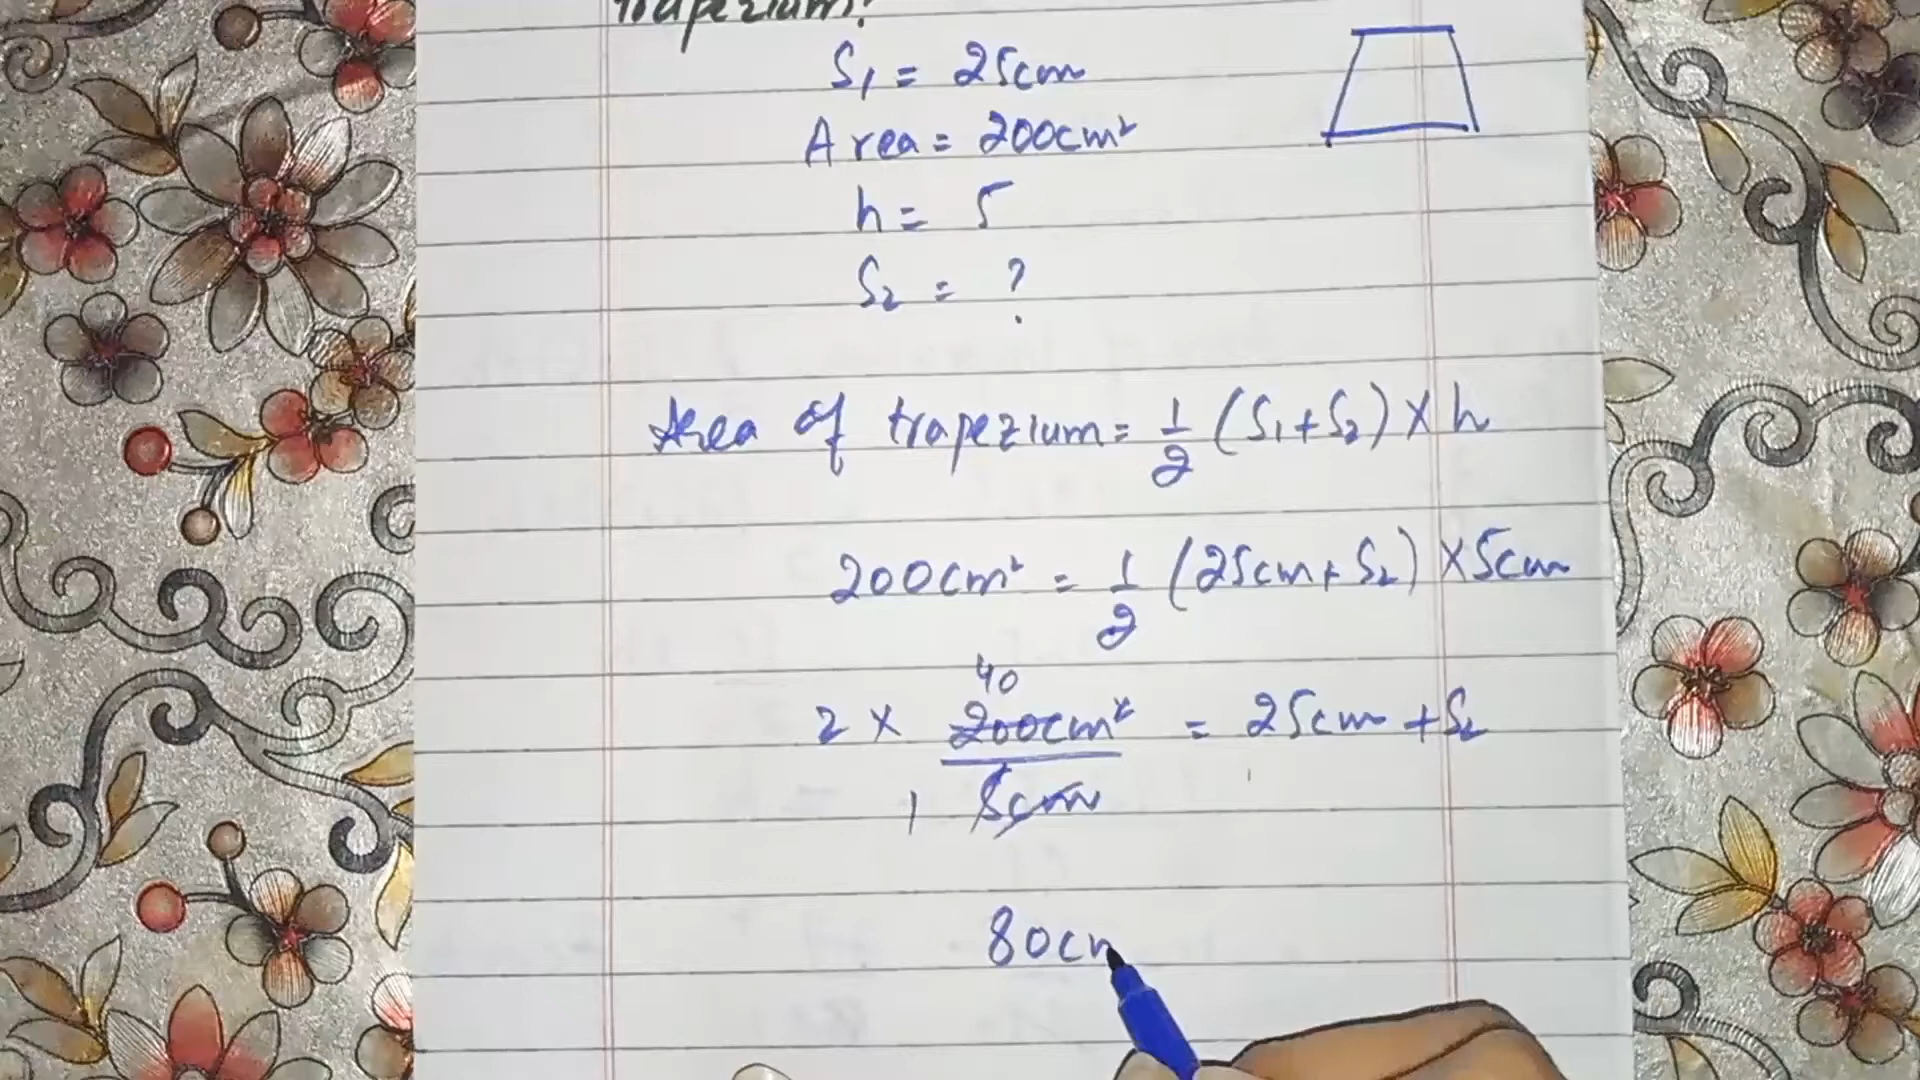 trapezium?
S₁ = 25cm
Area = 200cm²
h = 5
S₂ = ?
Area of trapezium = 1/2 (S₁+S₂) × h
200cm² = 1/2 (25cm + S₂) × 5cm
40
2 × 200cm² = 25cm + S₂
1 5cm
80cm